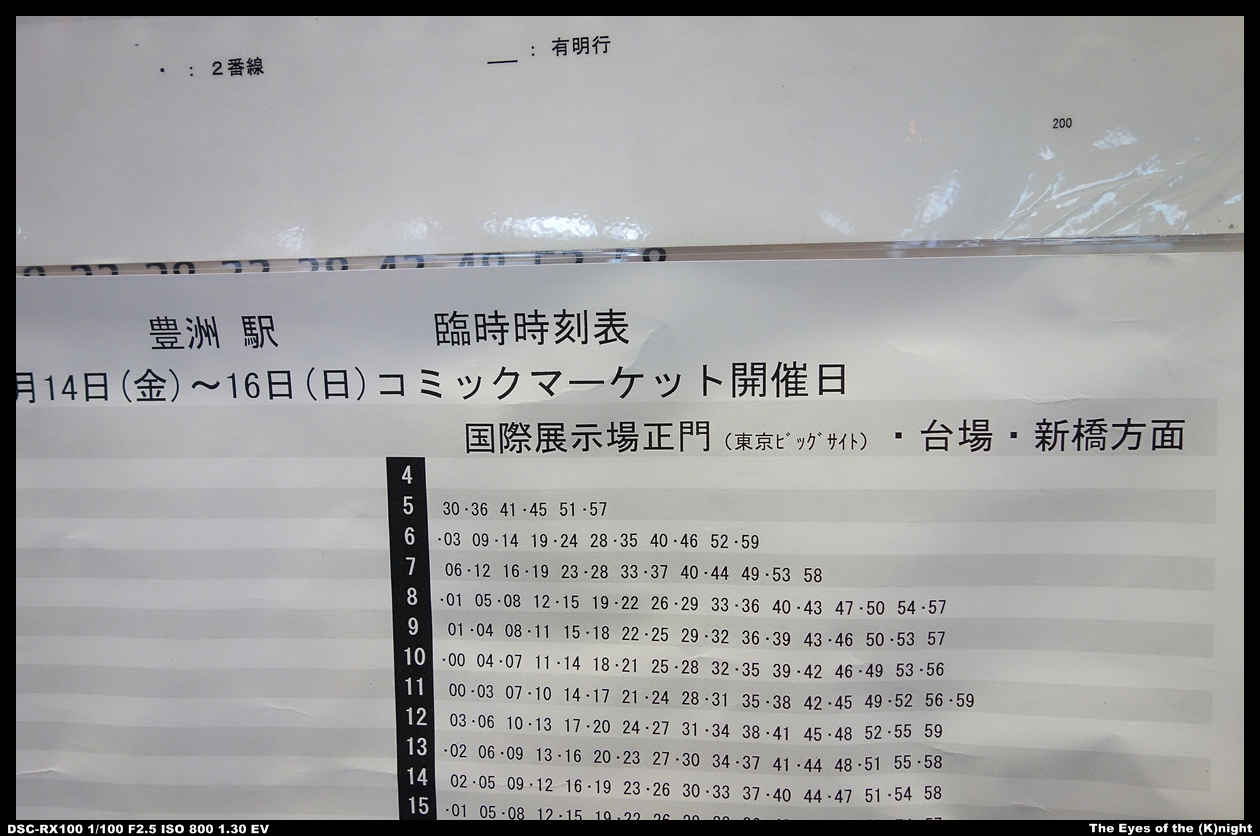 ・ : 2番線
__ : 有明行
200
豊洲 駅 臨時時刻表
月14日(金)～16日(日)コミックマーケット開催日
国際展示場正門(東京ビッグサイト)・台場・新橋方面
4
5 30・36 41・45 51・57
6 ・03 09・14 19・24 28・35 40・46 52・59
7 06・12 16・19 23・28 33・37 40・44 49・53 58
8 ・01 05・08 12・15 19・22 26・29 33・36 40・43 47・50 54・57
9 01・04 08・11 15・18 22・25 29・32 36・39 43・46 50・53 57
10 ・00 04・07 11・14 18・21 25・28 32・35 39・42 46・49 53・56
11 00・03 07・10 14・17 21・24 28・31 35・38 42・45 49・52 56・59
12 03・06 10・13 17・20 24・27 31・34 38・41 45・48 52・55 59
13 ・02 06・09 13・16 20・23 27・30 34・37 41・44 48・51 55・58
14 02・05 09・12 16・19 23・26 30・33 37・40 44・47 51・54 58
15 ・01 05・08 12・15 19・22
DSC-RX100 1/100 F2.5 ISO 800 1.30 EV
The Eyes of the (K)night